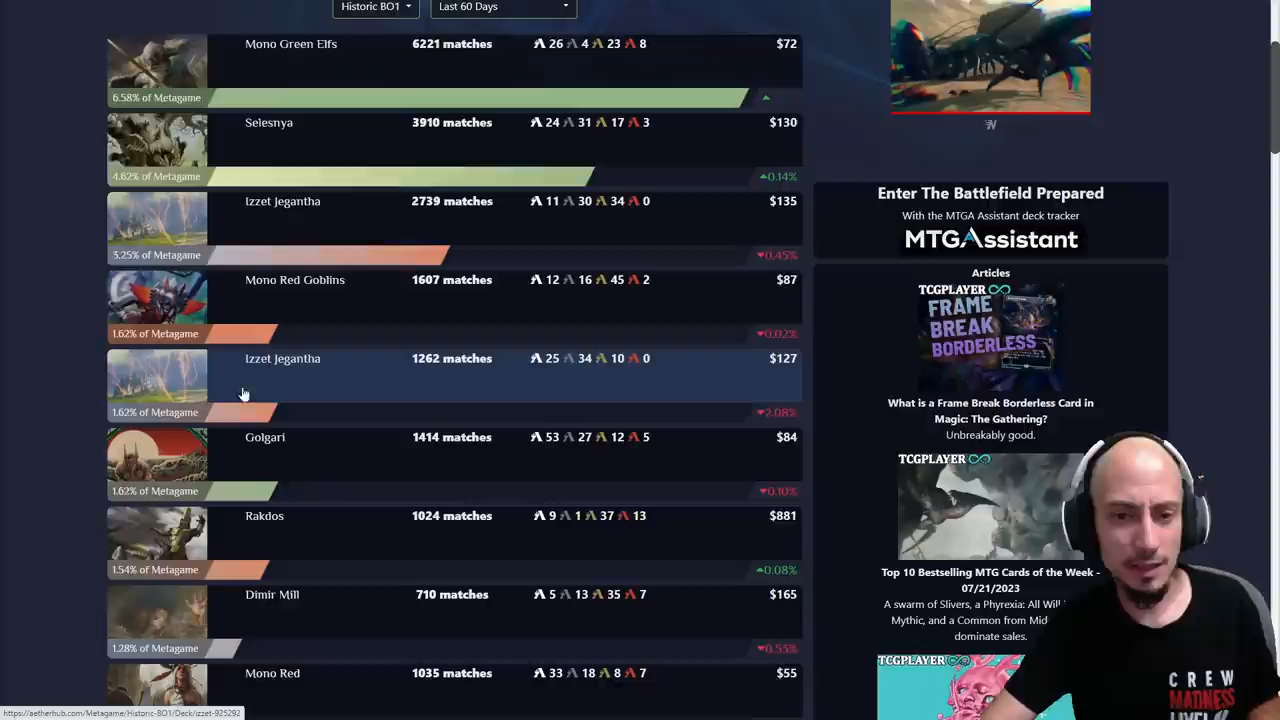 Historic BO1 Last 60 Days
Mono Green Elfs 6221 matches 26 4 23 8 $72
6.58% of Metagame
Selesnya 3910 matches 24 31 17 3 $130
4.62% of Metagame 0.14%
Izzet Jegantha 2739 matches 11 30 34 0 $135
3.25% of Metagame 0.45%
Mono Red Goblins 1607 matches 12 16 45 2 $87
1.62% of Metagame 0.02%
Izzet Jegantha 1262 matches 25 34 10 0 $127
1.62% of Metagame 2.08%
Golgari 1414 matches 53 27 12 5 $84
1.62% of Metagame 0.10%
Rakdos 1024 matches 9 1 37 13 $881
1.54% of Metagame 0.08%
Dimir Mill 710 matches 5 13 35 7 $165
1.28% of Metagame 0.53%
Mono Red 1035 matches 33 18 8 7 $55
https://aetherhub.com/Metagame/Historic-BO1/Deck/izzet-925292
Enter The Battlefield Prepared
With the MTGA Assistant deck tracker
MTGAssistant
Articles
TCGPLAYER
FRAME
BREAK
BORDERLESS
What is a Frame Break Borderless Card in
Magic: The Gathering?
Unbreakably good.
TCGPLAYER
Top 10 Bestselling MTG Cards of the Week -
07/21/2023
A swarm of Slivers, a Phyrexia: All Will
Mythic, and a Common from Mid
dominate sales.
TCGPLAYER
CREW
MADNESS
LIVE!